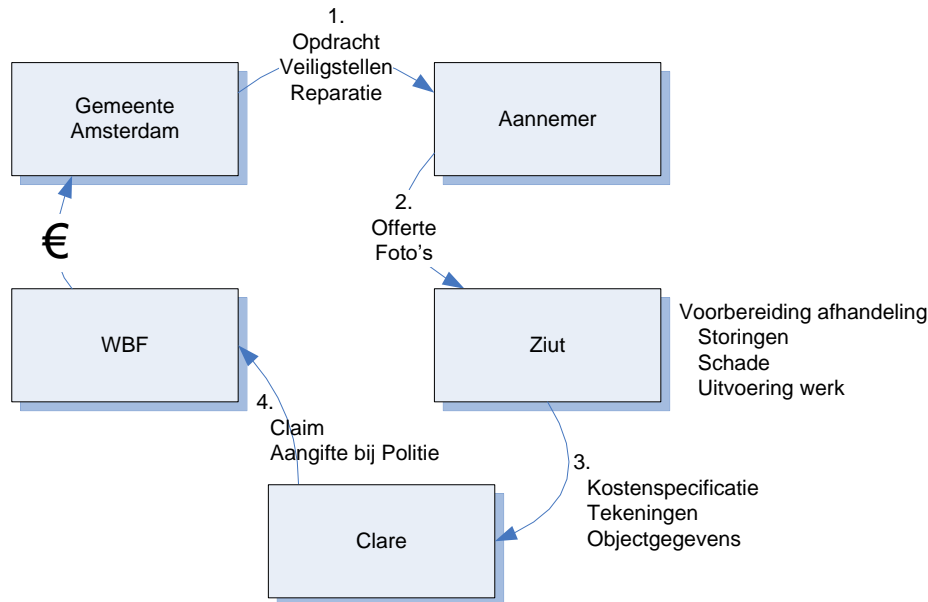 1.
Opdracht
Veiligstellen
Reparatie
Gemeente
Amsterdam
Aannemer
2.
Offerte
Foto's
€
WBF
Ziut
Voorbereiding afhandeling
Storingen
Schade
Uitvoering werk
4.
Claim
Aangifte bij Politie
3.
Kostenspecificatie
Tekeningen
Objectgegevens
Clare